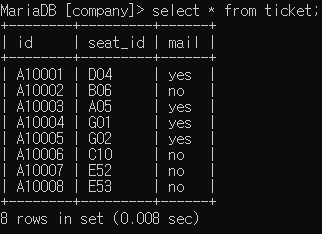 MariaDB [company]> select * from ticket;
+--------+---------+------+
| id     | seat_id | mail |
+--------+---------+------+
| A10001 | D04     | yes  |
| A10002 | B06     | no   |
| A10003 | A05     | yes  |
| A10004 | G01     | yes  |
| A10005 | G02     | yes  |
| A10006 | C10     | no   |
| A10007 | E52     | no   |
| A10008 | E53     | no   |
+--------+---------+------+
8 rows in set (0.008 sec)